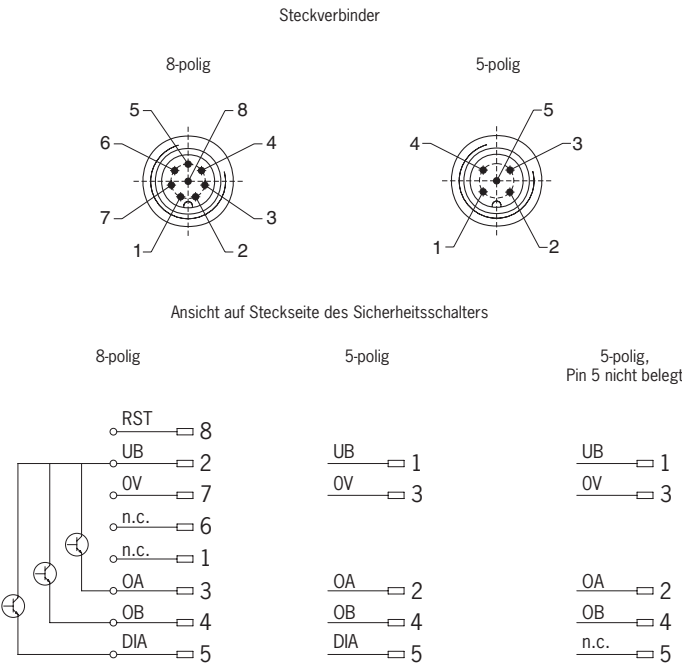 Steckverbinder
8-polig
5-polig
5
8
6
4
7
3
1
2
5
4
3
1
2
Ansicht auf Steckseite des Sicherheitsschalters
8-polig
RST 8
UB 2
0V 7
n.c. 6
n.c. 1
OA 3
OB 4
DIA 5
5-polig
UB 1
0V 3
OA 2
OB 4
DIA 5
5-polig,
Pin 5 nicht belegt
UB 1
0V 3
OA 2
OB 4
n.c. 5